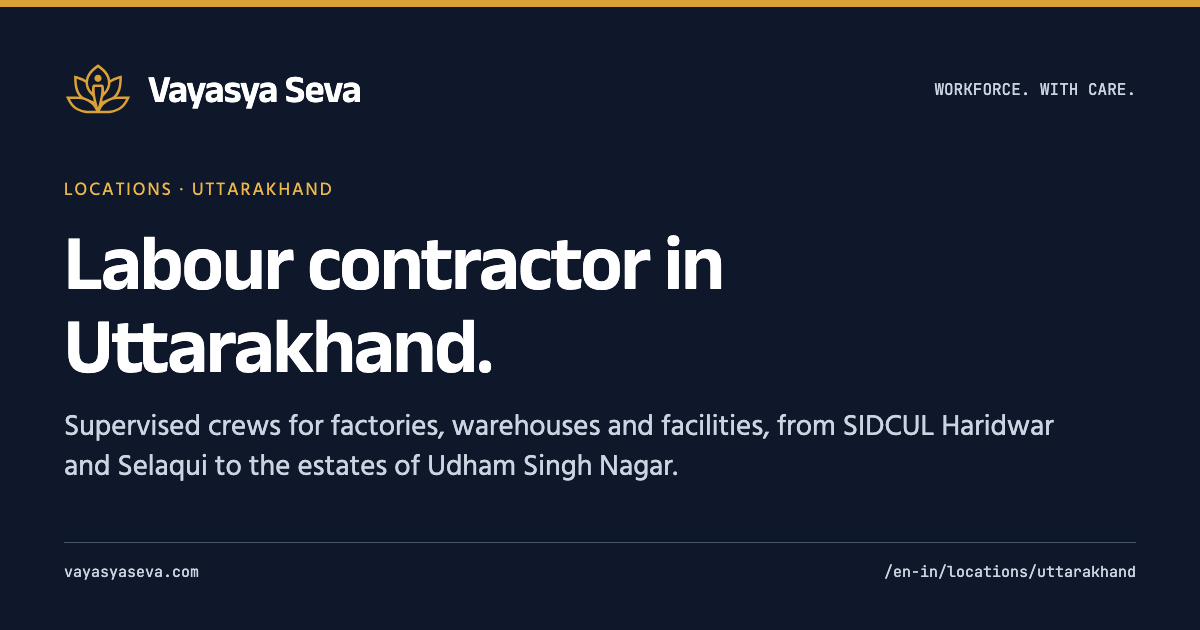 Vayasya Seva
WORKFORCE. WITH CARE.
LOCATIONS · UTTARAKHAND
Labour contractor in
Uttarakhand.
Supervised crews for factories, warehouses and facilities, from SIDCUL Haridwar
and Selaqui to the estates of Udham Singh Nagar.
vayasyaseva.com
/en-in/locations/uttarakhand